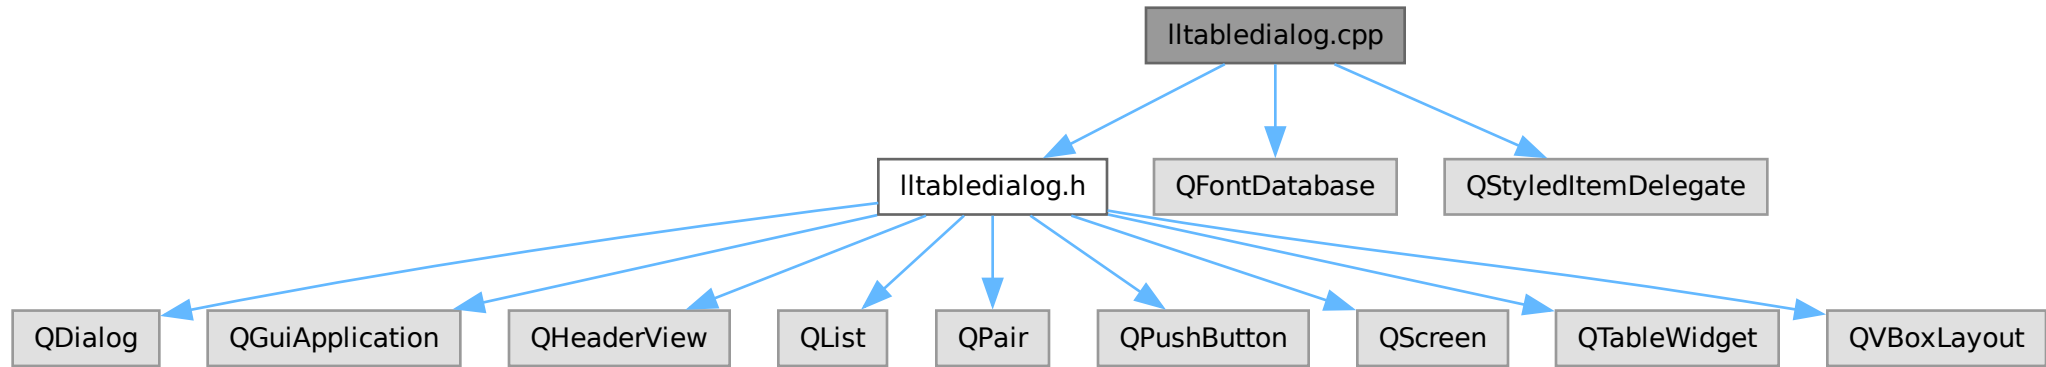 lltabledialog.cpp
lltabledialog.h
QFontDatabase
QStyledItemDelegate
QDialog
QGuiApplication
QHeaderView
QList
QPair
QPushButton
QScreen
QTableWidget
QVBoxLayout